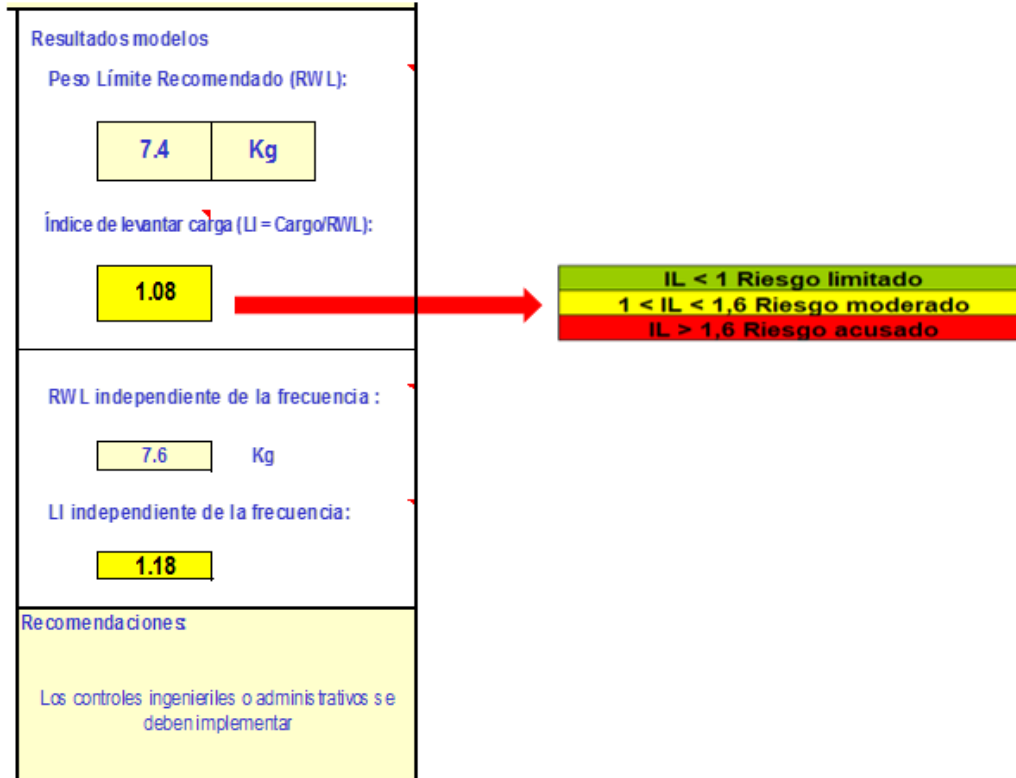 Resultados modelos
Peso Límite Recomendado (RWL):
7.4 Kg
Índice de levantar carga (LI = Cargo/RWL):
1.08
IL < 1 Riesgo limitado
1 < IL < 1,6 Riesgo moderado
IL > 1,6 Riesgo acusado
RWL independiente de la frecuencia :
7.6 Kg
LI independiente de la frecuencia:
1.18
Recomendaciones:
Los controles ingenieriles o administrativos se
deben implementar